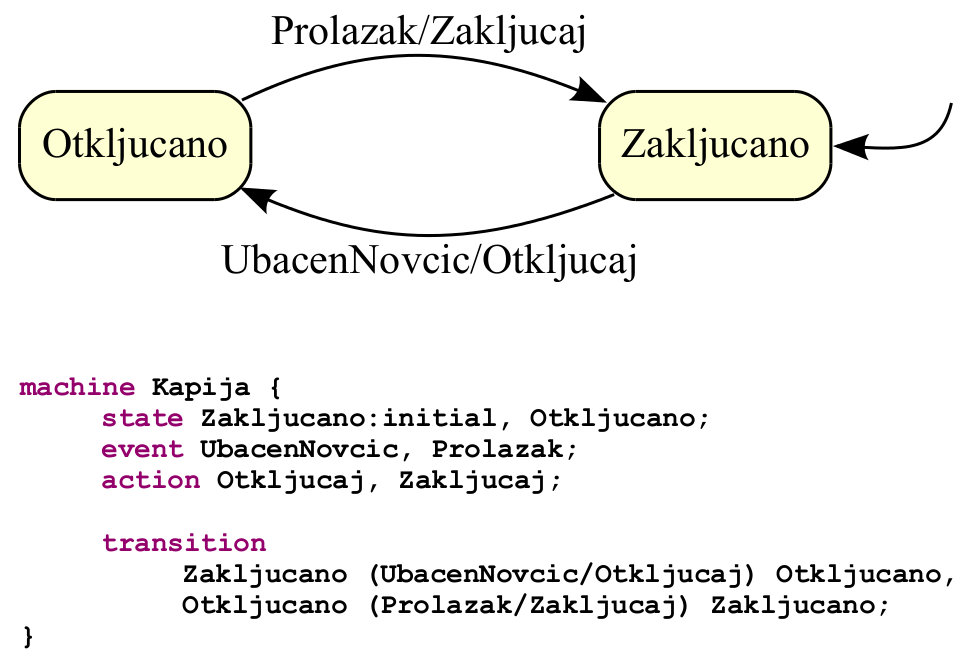 Prolazak/Zakljucaj
Otkljucano
Zakljucano
UbacenNovcic/Otkljucaj
machine Kapija {
state Zakljucano:initial, Otkljucano;
event UbacenNovcic, Prolazak;
action Otkljucaj, Zakljucaj;
transition
Zakljucano (UbacenNovcic/Otkljucaj) Otkljucano,
Otkljucano (Prolazak/Zakljucaj) Zakljucano;
}